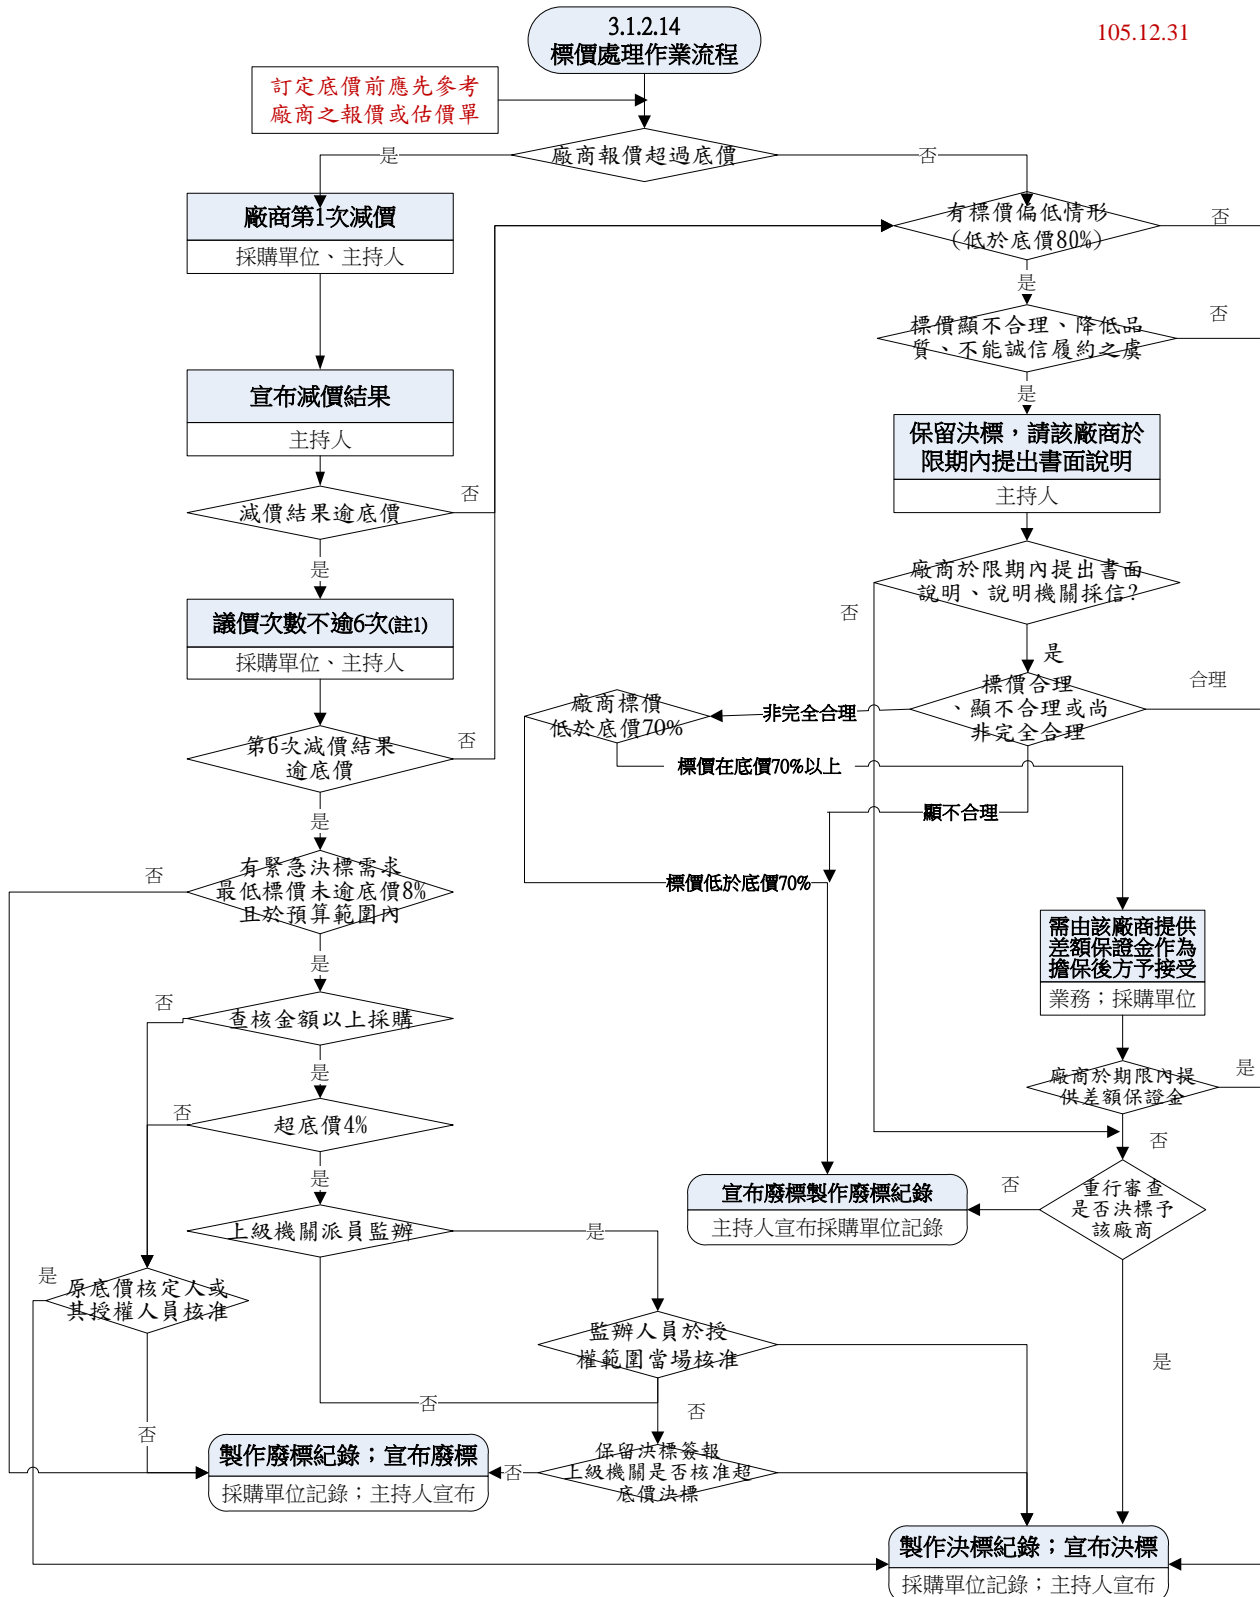 3.1.2.14
標價處理作業流程
105.12.31
訂定底價前應先參考
廠商之報價或估價單
廠商報價超過底價
是
否
廠商第1次減價
採購單位、主持人
有標價偏低情形
(低於底價80%)
否
是
標價顯不合理、降低品
質、不能誠信履約之虞
否
是
宣布減價結果
主持人
保留決標，請該廠商於
限期內提出書面說明
主持人
減價結果逾底價
否
是
廠商於限期內提出書面
說明、說明機關採信?
否
是
議價次數不逾6次(註1)
採購單位、主持人
標價合理
、顯不合理或尚
非完全合理
合理
非完全合理
顯不合理
廠商標價
低於底價70%
標價在底價70%以上
標價低於底價70%
第6次減價結果
逾底價
否
是
有緊急決標需求
最低標價未逾底價8%
且於預算範圍內
否
是
需由該廠商提供
差額保證金作為
擔保後方予接受
業務；採購單位
查核金額以上採購
否
是
廠商於期限內提
供差額保證金
是
否
超底價4%
否
是
重行審查
是否決標予
該廠商
否
是
宣布廢標製作廢標紀錄
主持人宣布採購單位記錄
上級機關派員監辦
是
否
原底價核定人或
其授權人員核准
是
否
監辦人員於授
權範圍當場核准
否
保留決標簽報
上級機關是否核准超
底價決標
否
製作廢標紀錄；宣布廢標
採購單位記錄；主持人宣布
製作決標紀錄；宣布決標
採購單位記錄；主持人宣布